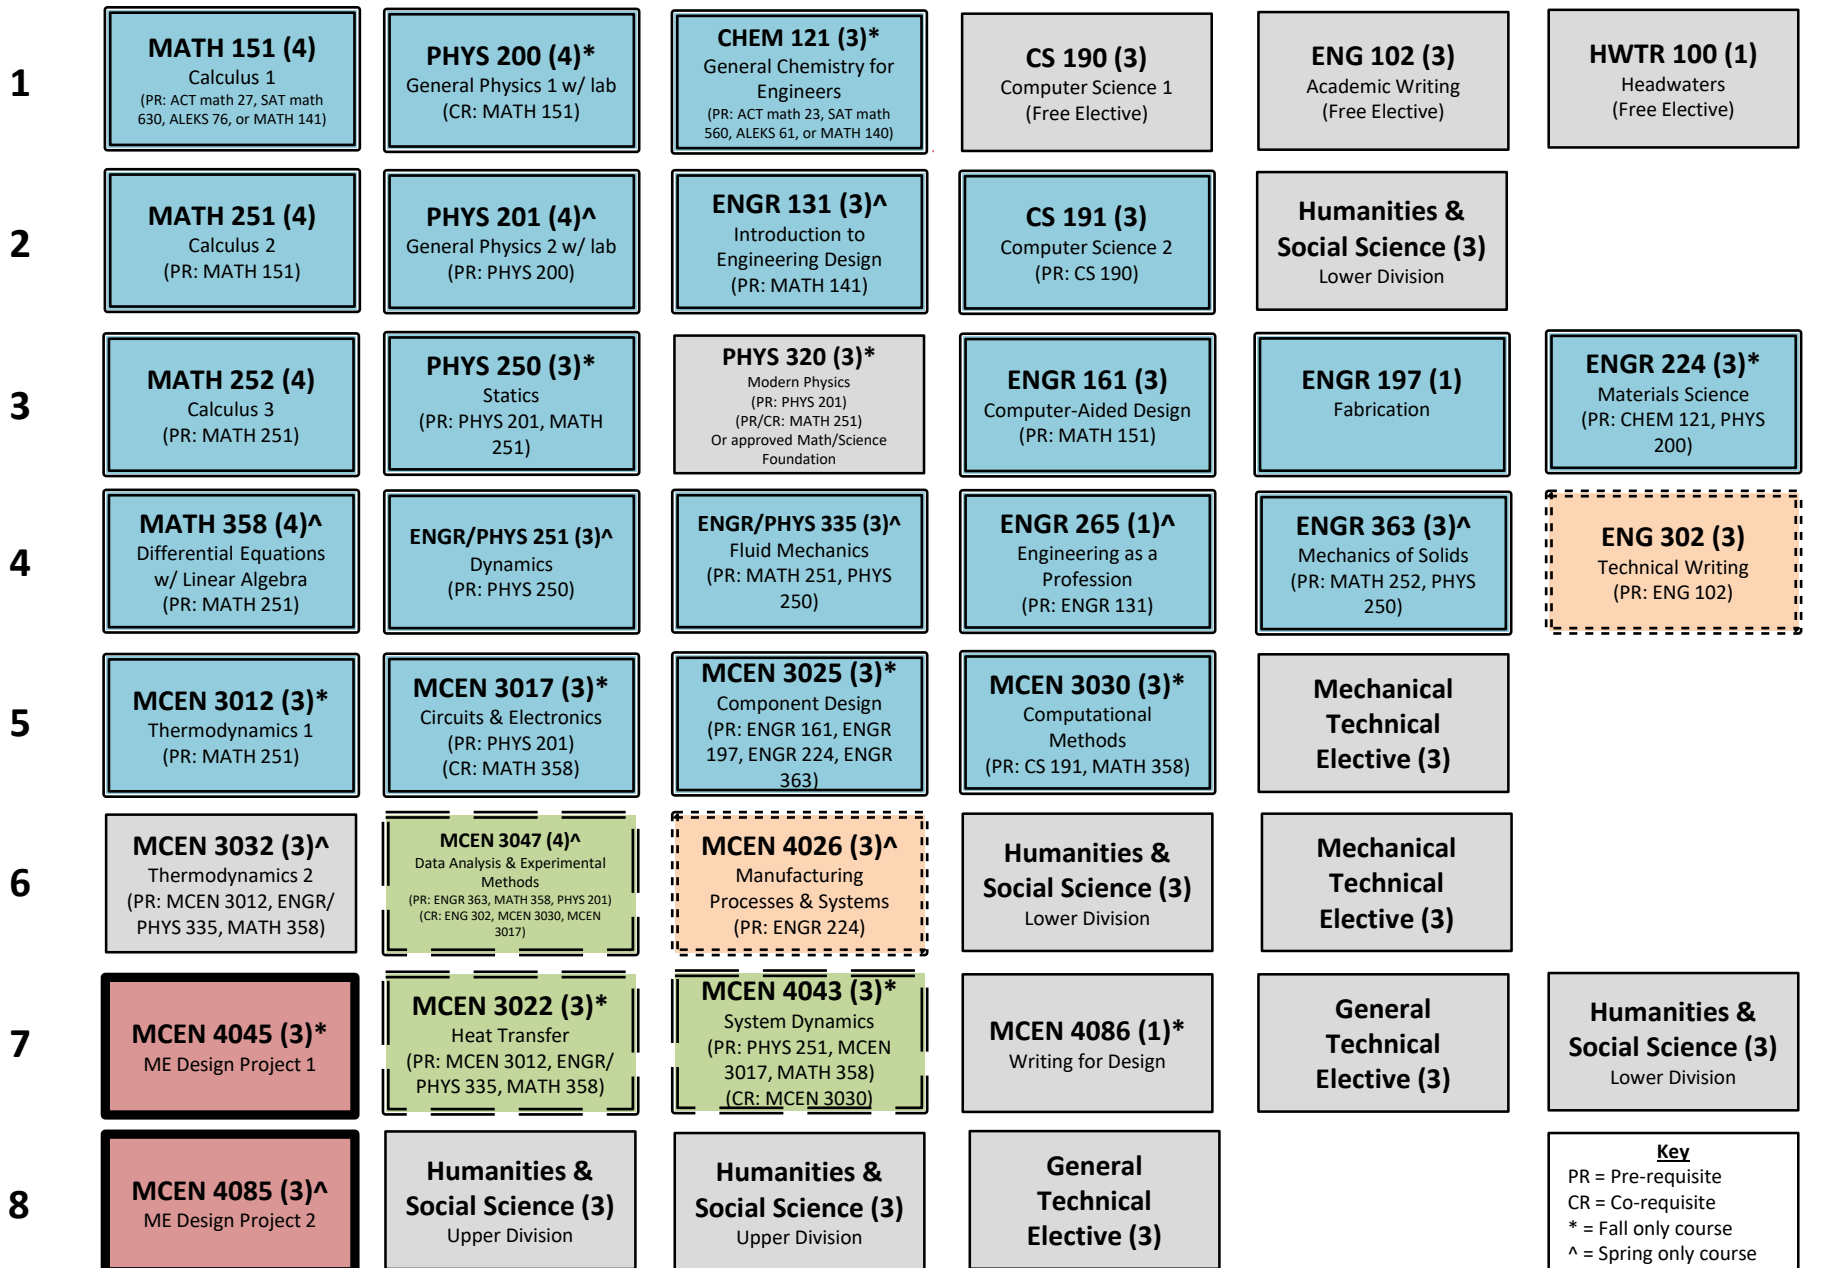 1
MATH 151 (4)
Calculus 1
(PR: ACT math 27, SAT math
630, ALEKS 76, or MATH 141)
PHYS 200 (4)*
General Physics 1 w/ lab
(CR: MATH 151)
CHEM 121 (3)*
General Chemistry for
Engineers
(PR: ACT math 23, SAT math
560, ALEKS 61, or MATH 140)
CS 190 (3)
Computer Science 1
(Free Elective)
ENG 102 (3)
Academic Writing
(Free Elective)
HWTR 100 (1)
Headwaters
(Free Elective)
2
MATH 251 (4)
Calculus 2
(PR: MATH 151)
PHYS 201 (4)^
General Physics 2 w/ lab
(PR: PHYS 200)
ENGR 131 (3)^
Introduction to
Engineering Design
(PR: MATH 141)
CS 191 (3)
Computer Science 2
(PR: CS 190)
Humanities &
Social Science (3)
Lower Division
3
MATH 252 (4)
Calculus 3
(PR: MATH 251)
PHYS 250 (3)*
Statics
(PR: PHYS 201, MATH
251)
PHYS 320 (3)*
Modern Physics
(PR: PHYS 201)
(PR/CR: MATH 251)
Or approved Math/Science
Foundation
ENGR 161 (3)
Computer-Aided Design
(PR: MATH 151)
ENGR 197 (1)
Fabrication
ENGR 224 (3)*
Materials Science
(PR: CHEM 121, PHYS
200)
4
MATH 358 (4)^
Differential Equations
w/ Linear Algebra
(PR: MATH 251)
ENGR/PHYS 251 (3)^
Dynamics
(PR: PHYS 250)
ENGR/PHYS 335 (3)^
Fluid Mechanics
(PR: MATH 251, PHYS
250)
ENGR 265 (1)^
Engineering as a
Profession
(PR: ENGR 131)
ENGR 363 (3)^
Mechanics of Solids
(PR: MATH 252, PHYS
250)
ENG 302 (3)
Technical Writing
(PR: ENG 102)
5
MCEN 3012 (3)*
Thermodynamics 1
(PR: MATH 251)
MCEN 3017 (3)*
Circuits & Electronics
(PR: PHYS 201)
(CR: MATH 358)
MCEN 3025 (3)*
Component Design
(PR: ENGR 161, ENGR
197, ENGR 224, ENGR
363)
MCEN 3030 (3)*
Computational
Methods
(PR: CS 191, MATH 358)
Mechanical
Technical
Elective (3)
6
MCEN 3032 (3)^
Thermodynamics 2
(PR: MCEN 3012, ENGR/
PHYS 335, MATH 358)
MCEN 3047 (4)^
Data Analysis & Experimental
Methods
(PR: ENGR 363, MATH 358, PHYS 201)
(CR: ENG 302, MCEN 3030, MCEN
3017)
MCEN 4026 (3)^
Manufacturing
Processes & Systems
(PR: ENGR 224)
Humanities &
Social Science (3)
Lower Division
Mechanical
Technical
Elective (3)
7
MCEN 4045 (3)*
ME Design Project 1
MCEN 3022 (3)*
Heat Transfer
(PR: MCEN 3012, ENGR/
PHYS 335, MATH 358)
MCEN 4043 (3)*
System Dynamics
(PR: PHYS 251, MCEN
3017, MATH 358)
(CR: MCEN 3030)
MCEN 4086 (1)*
Writing for Design
General
Technical
Elective (3)
Humanities &
Social Science (3)
Lower Division
8
MCEN 4085 (3)^
ME Design Project 2
Humanities &
Social Science (3)
Upper Division
Humanities &
Social Science (3)
Upper Division
General
Technical
Elective (3)
Key
PR = Pre-requisite
CR = Co-requisite
* = Fall only course
^ = Spring only course